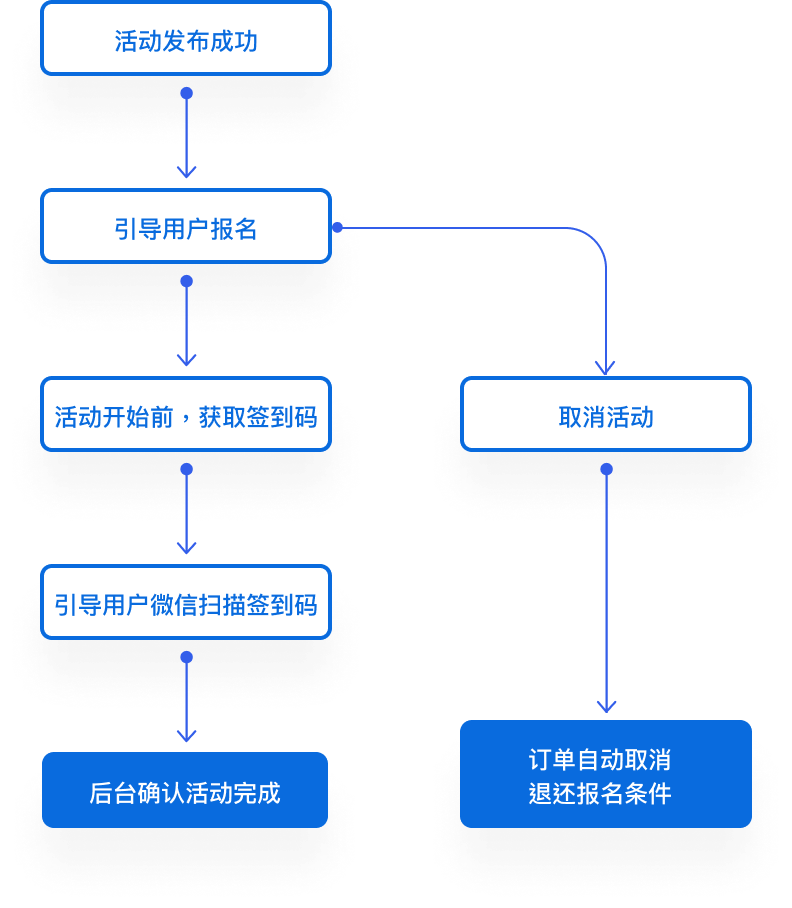 活动发布成功
引导用户报名
活动开始前，获取签到码
取消活动
引导用户微信扫描签到码
后台确认活动完成
订单自动取消
退还报名条件